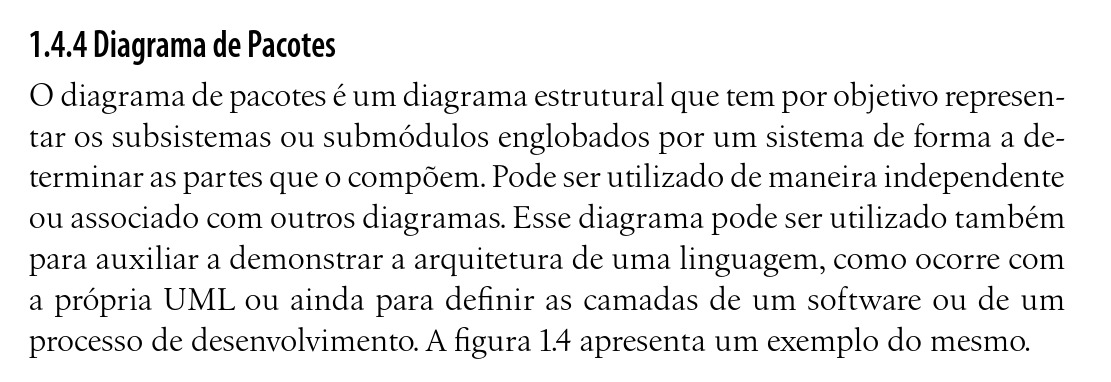 1.4.4 Diagrama de Pacotes
O diagrama de pacotes é um diagrama estrutural que tem por objetivo represen-
tar os subsistemas ou submódulos englobados por um sistema de forma a de-
terminar as partes que o compõem. Pode ser utilizado de maneira independente
ou associado com outros diagramas. Esse diagrama pode ser utilizado também
para auxiliar a demonstrar a arquitetura de uma linguagem, como ocorre com
a própria UML ou ainda para definir as camadas de um software ou de um
processo de desenvolvimento. A figura 1.4 apresenta um exemplo do mesmo.